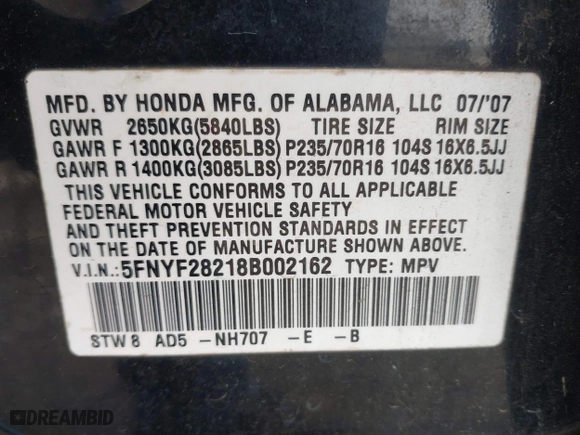 MFD. BY HONDA MFG. OF ALABAMA, LLC 07/'07
GVWR 2650KG(5840LBS) TIRE SIZE RIM SIZE
GAWR F 1300KG(2865LBS) P235/70R16 104S 16X6.5JJ
GAWR R 1400KG(3085LBS) P235/70R16 104S 16X6.5JJ
THIS VEHICLE CONFORMS TO ALL APPLICABLE
FEDERAL MOTOR VEHICLE SAFETY
AND THEFT PREVENTION STANDARDS IN EFFECT
ON THE DATE OF MANUFACTURE SHOWN ABOVE.
V.I.N.:5FNYF28218B002162 TYPE: MPV
STW8 AD5 -NH707 -E -B
DREAMBID